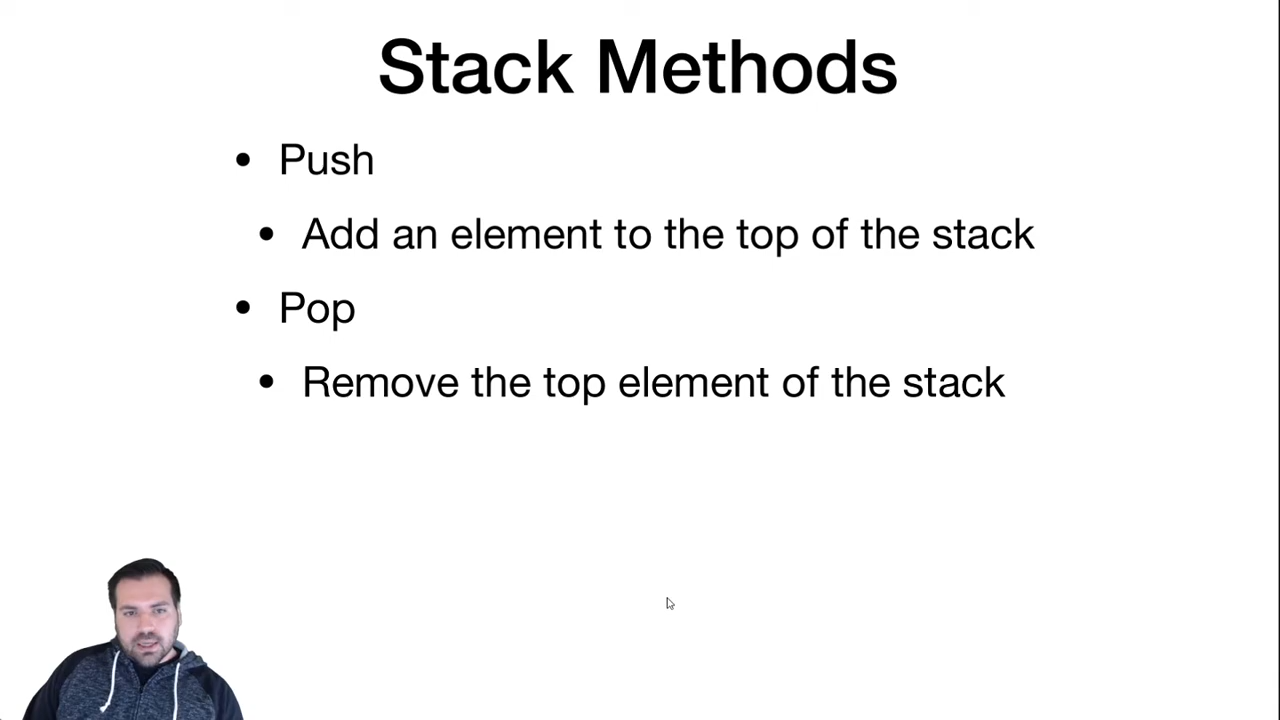 Stack Methods
• Push
• Add an element to the top of the stack
• Pop
• Remove the top element of the stack